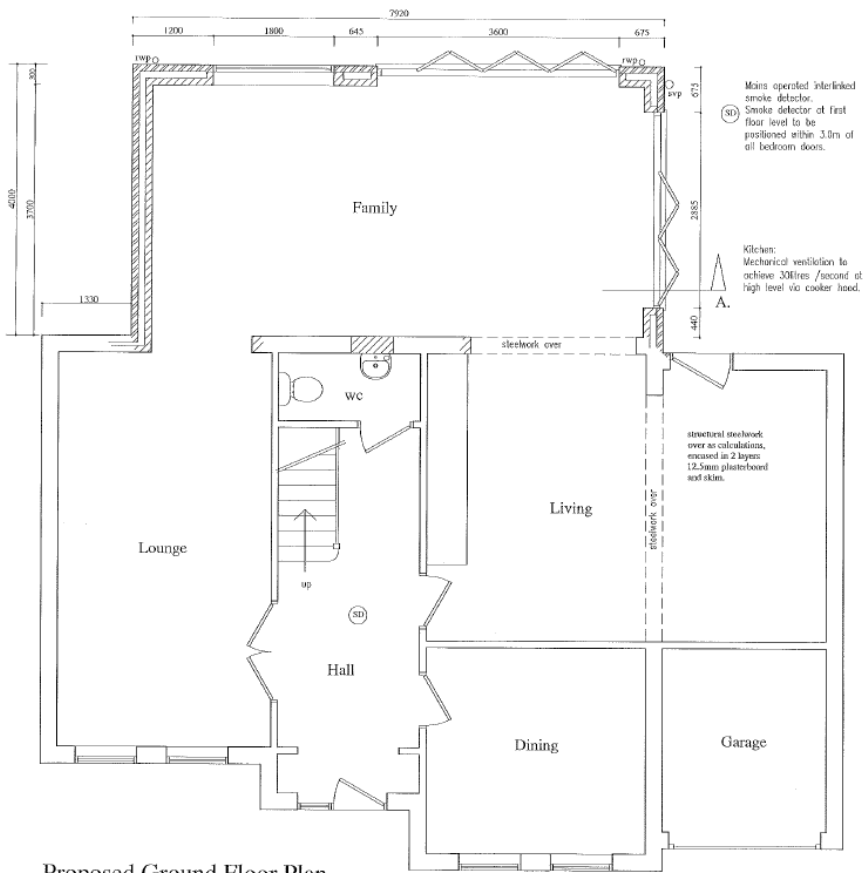 7920
1200
1800
645
3600
675
rwp
rwp
svp
300
4000
3700
675
2885
440
1330
SD
Mains operated interlinked
smoke detector.
Smoke detector at first
floor level to be
positioned within 3.0m of
all bedroom doors.
Family
Kitchen:
Mechanical ventilation to
achieve 30litres /second at
high level via cooker hood.
A.
steelwork over
WC
structural steelwork
over as calculations,
encased in 2 layers
12.5mm plasterboard
and skim.
steelwork over
Living
Lounge
up
SD
Hall
Dining
Garage
Proposed Ground Floor Plan